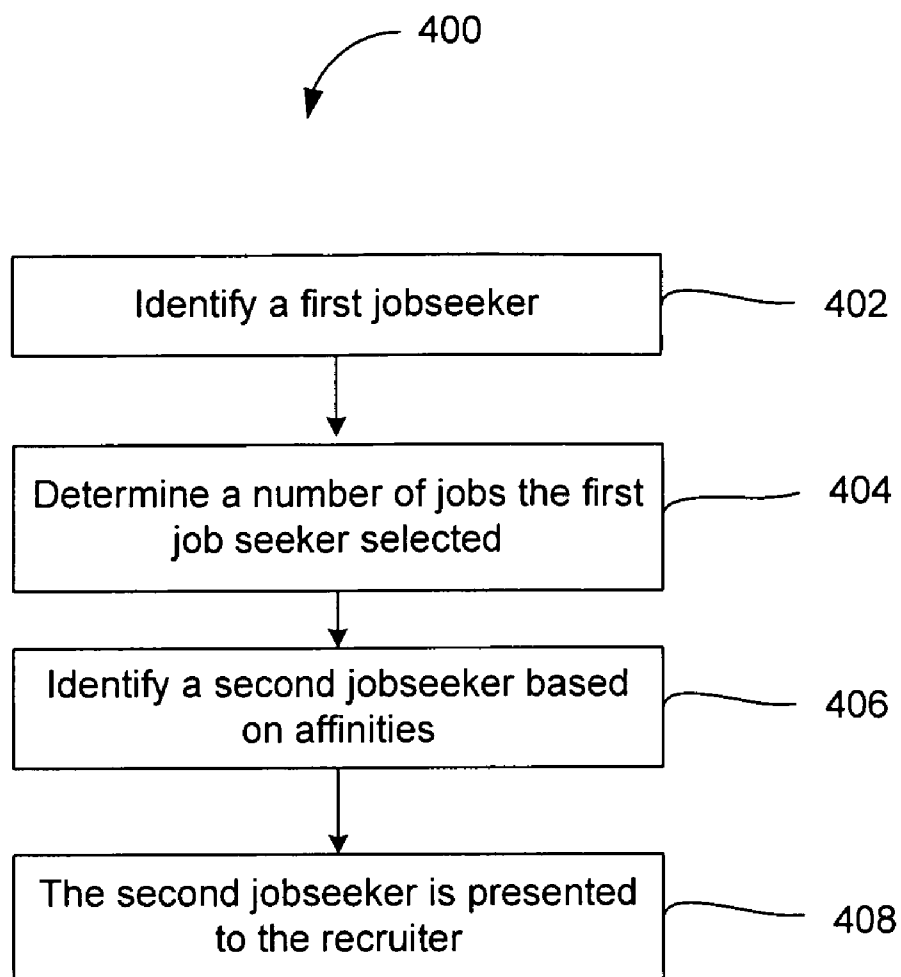 400
Identify a first jobseeker
402
Determine a number of jobs the first
job seeker selected
404
Identify a second jobseeker based
on affinities
406
The second jobseeker is presented
to the recruiter
408